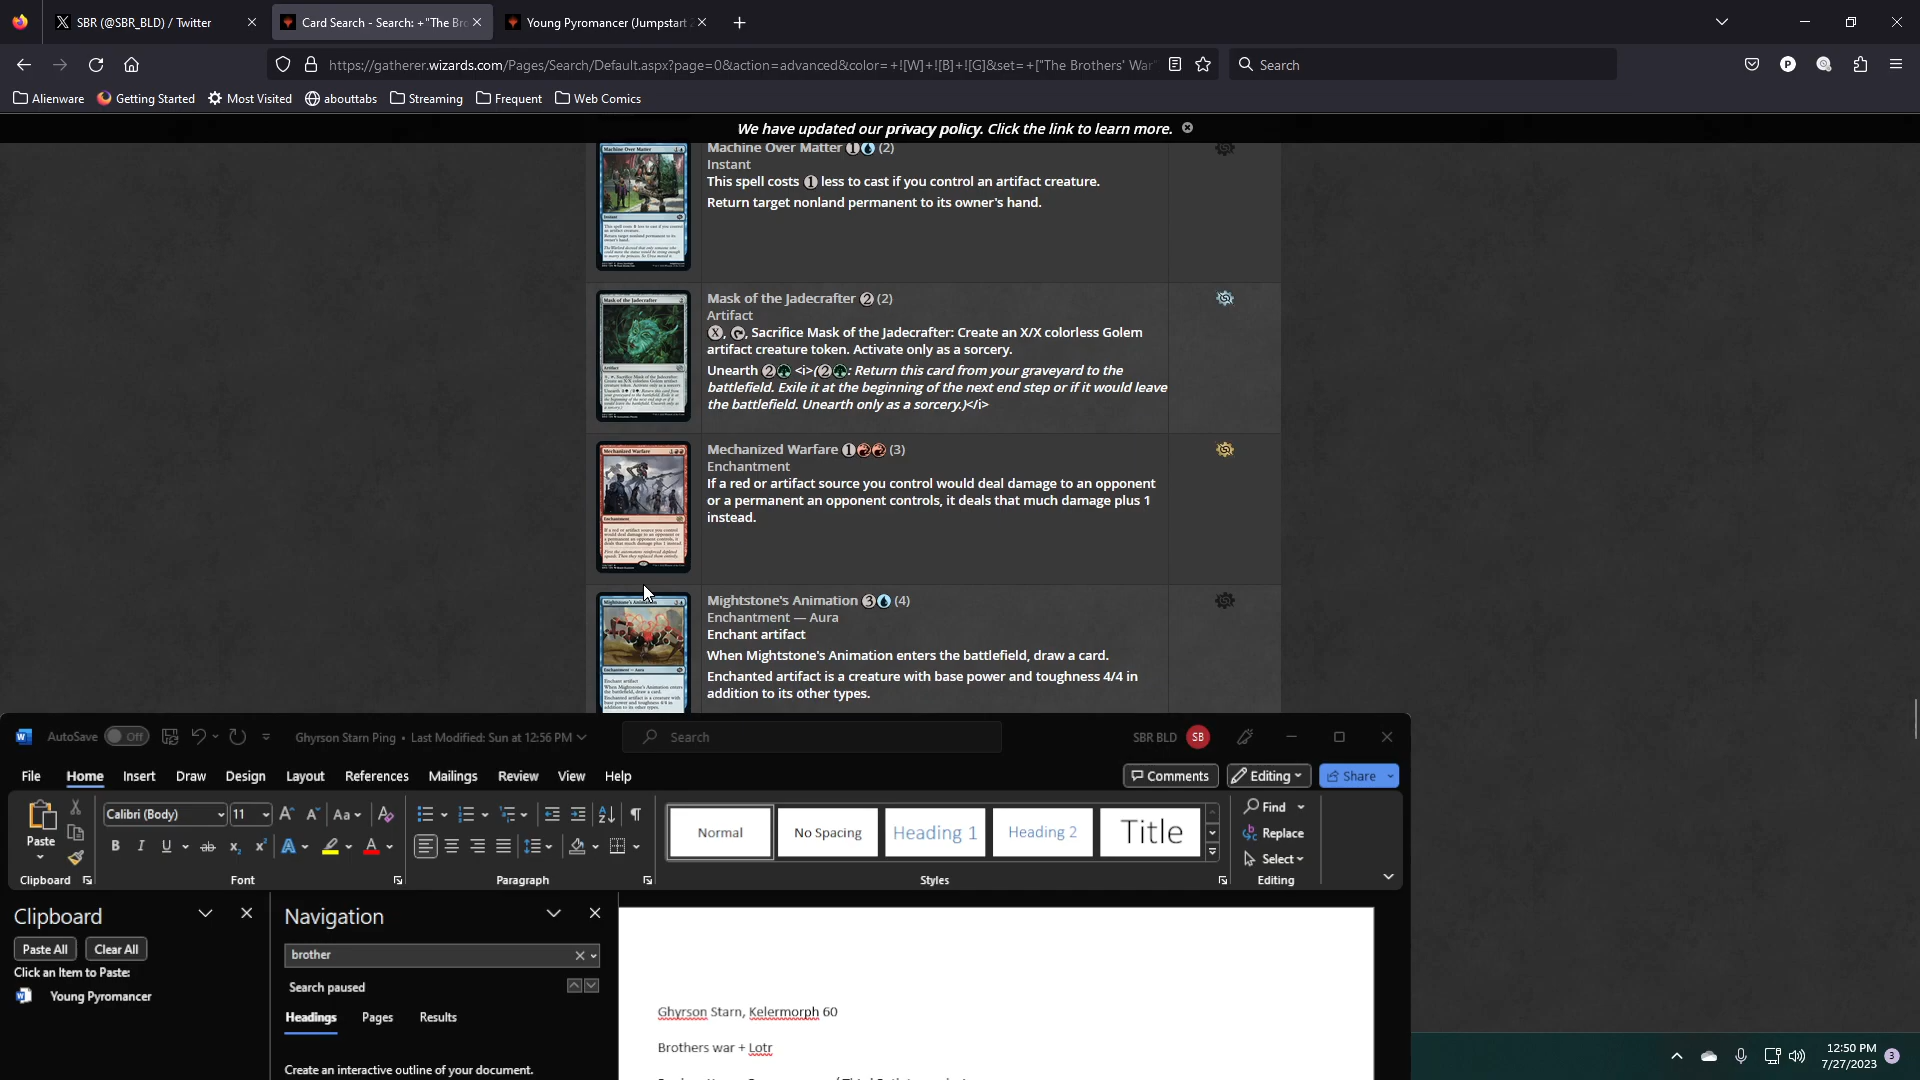 SBR (@SBR_BLD) / Twitter
Card Search - Search: +"The Bro
Young Pyromancer (Jumpstart
https://gatherer.wizards.com/Pages/Search/Default.aspx?page=0&action=advanced&color=+![W]+![B]+![G]&set=+["The Brothers' War"
Search
Alienware
Getting Started
Most Visited
abouttabs
Streaming
Frequent
Web Comics
We have updated our privacy policy. Click the link to learn more.
Machine Over Matter 1 (2)
Instant
This spell costs 1 less to cast if you control an artifact creature.
Return target nonland permanent to its owner's hand.
Mask of the Jadecrafter 2 (2)
Artifact
X, , Sacrifice Mask of the Jadecrafter: Create an X/X colorless Golem
artifact creature token. Activate only as a sorcery.
Unearth 2 <i>(2: Return this card from your graveyard to the
battlefield. Exile it at the beginning of the next end step or if it would leave
the battlefield. Unearth only as a sorcery.)</i>
Mechanized Warfare 1 (3)
Enchantment
If a red or artifact source you control would deal damage to an opponent
or a permanent an opponent controls, it deals that much damage plus 1
instead.
Mightstone's Animation 3 (4)
Enchantment — Aura
Enchant artifact
When Mightstone's Animation enters the battlefield, draw a card.
Enchanted artifact is a creature with base power and toughness 4/4 in
addition to its other types.
AutoSave Off
Ghyrson Starn Ping • Last Modified: Sun at 12:56 PM
Search
SBR BLD SB
File Home Insert Draw Design Layout References Mailings Review View Help
Comments Editing Share
Paste
Calibri (Body) 11
Normal
No Spacing
Heading 1
Heading 2
Title
Find
Replace
Select
Clipboard Font Paragraph Styles Editing
Clipboard
Paste All Clear All
Click an Item to Paste:
Young Pyromancer
Navigation
brother
Search paused
Headings Pages Results
Create an interactive outline of your document.
Ghyrson Starn, Kelermorph 60
Brothers war + Lotr
12:50 PM
7/27/2023
3